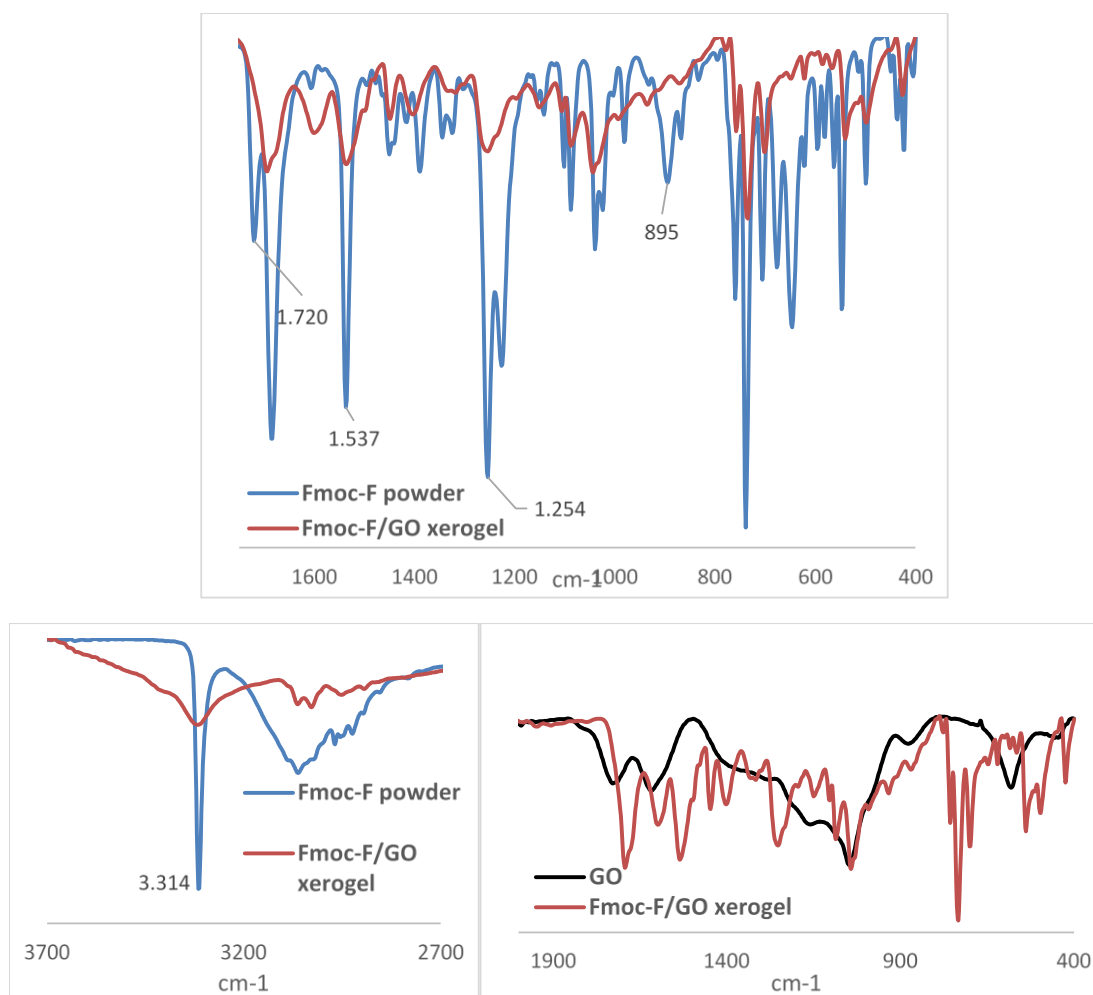 895
1.720
1.537
1.254
Fmoc-F powder
Fmoc-F/GO xerogel
1600 1400 1200 1000 800 600 400
cm-1
Fmoc-F powder
Fmoc-F/GO
xerogel
3.314
3700 3200 2700
cm-1
GO
Fmoc-F/GO xerogel
1900 1400 900 400
cm-1